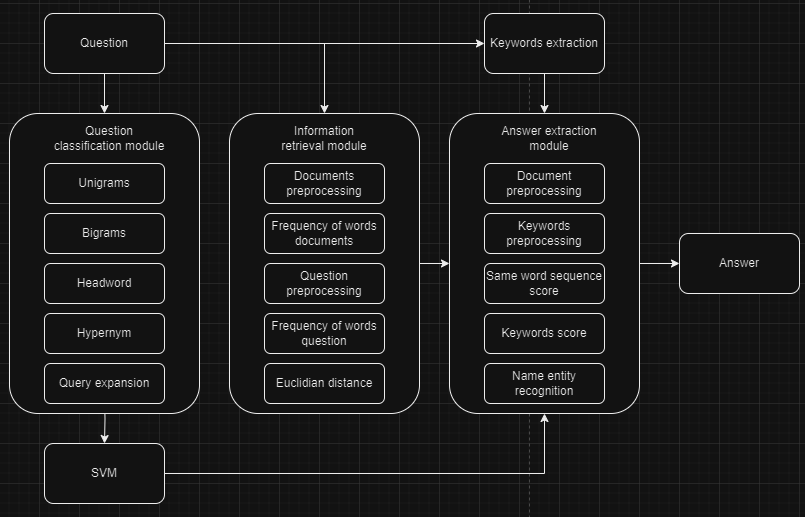 Question
Keywords extraction
Question
classification module
Unigrams
Bigrams
Headword
Hypernym
Query expansion
Information
retrieval module
Documents
preprocessing
Frequency of words
documents
Question
preprocessing
Frequency of words
question
Euclidian distance
Answer extraction
module
Document
preprocessing
Keywords
preprocessing
Same word sequence
score
Keywords score
Name entity
recognition
Answer
SVM